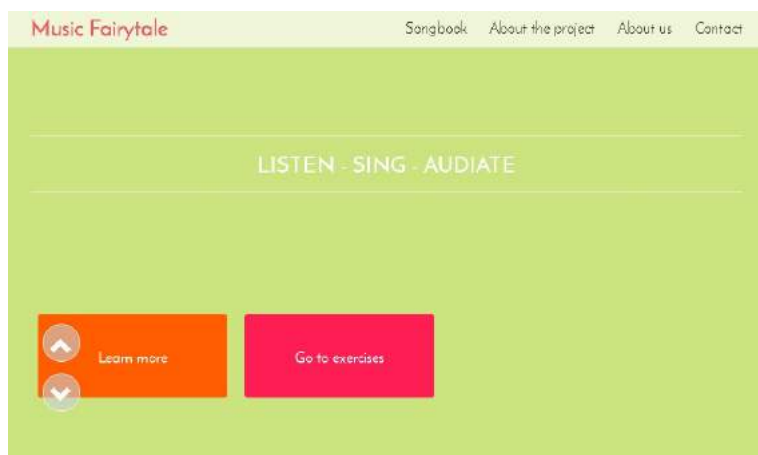 Music Fairytale
Songbook About the project About us Contact
LISTEN - SING - AUDIATE
Learn more
Go to exercises